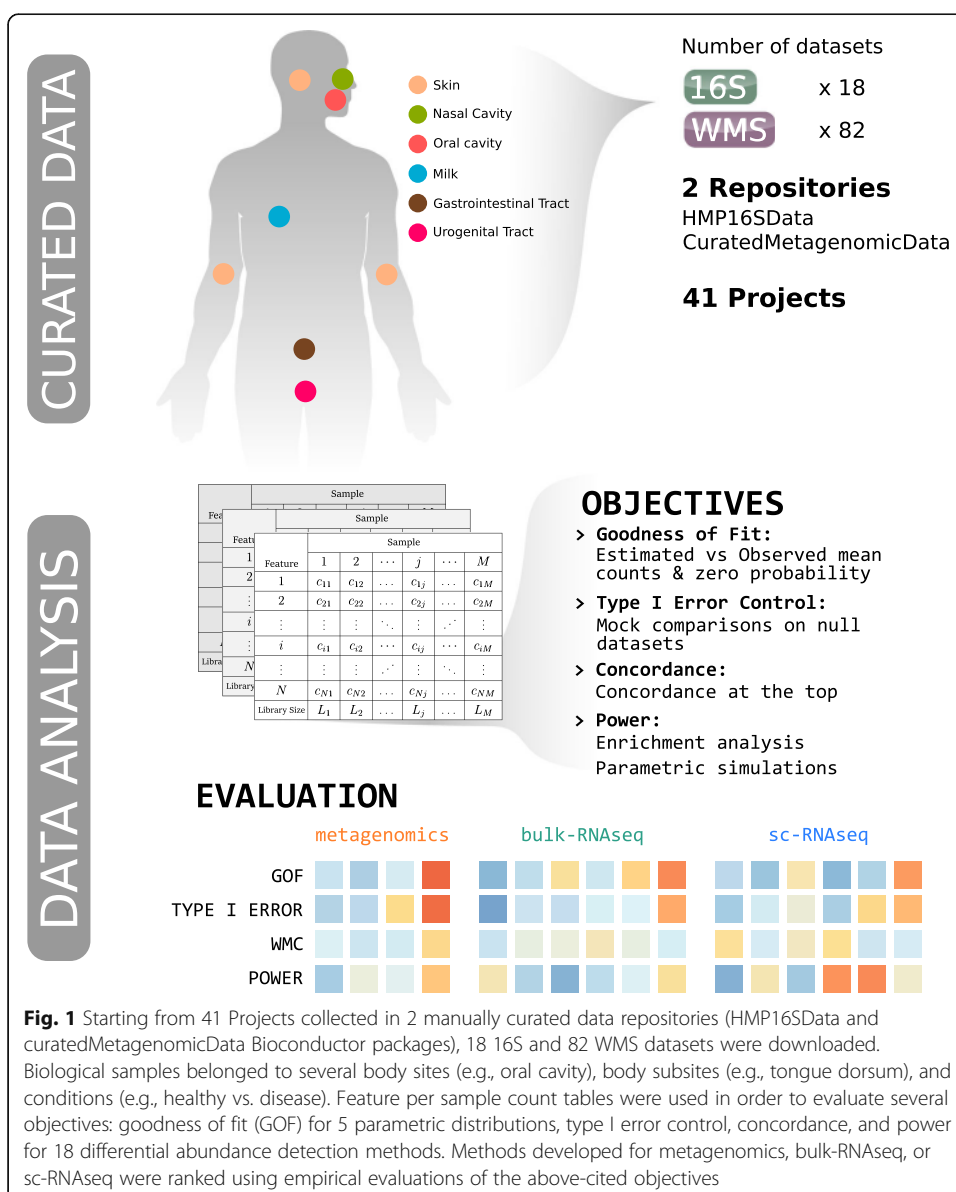 CURATED DATA
Skin
Nasal Cavity
Oral cavity
Milk
Gastrointestinal Tract
Urogenital Tract
Number of datasets
16S x 18
WMS x 82
2 Repositories
HMP16SData
CuratedMetagenomicData
41 Projects
DATA ANALYSIS
Sample
Sample
Sample
Feature 1 2 ⋯ j ⋯ M
1 c11 c12 … c1j … c1M
2 c21 c22 … c2j … c2M
⋮ ⋮ ⋮ ⋱ ⋮ ⋰ ⋮
i ci1 ci2 ⋯ cij ⋯ ciM
⋮ ⋮ ⋮ ⋰ ⋮ ⋱ ⋮
N cN1 cN2 … cNj … cNM
Library Size L1 L2 … Lj … LM
OBJECTIVES
> Goodness of Fit:
Estimated vs Observed mean
counts & zero probability
> Type I Error Control:
Mock comparisons on null
datasets
> Concordance:
Concordance at the top
> Power:
Enrichment analysis
Parametric simulations
EVALUATION
metagenomics bulk-RNAseq sc-RNAseq
GOF
TYPE I ERROR
WMC
POWER
Fig. 1 Starting from 41 Projects collected in 2 manually curated data repositories (HMP16SData and
curatedMetagenomicData Bioconductor packages), 18 16S and 82 WMS datasets were downloaded.
Biological samples belonged to several body sites (e.g., oral cavity), body subsites (e.g., tongue dorsum), and
conditions (e.g., healthy vs. disease). Feature per sample count tables were used in order to evaluate several
objectives: goodness of fit (GOF) for 5 parametric distributions, type I error control, concordance, and power
for 18 differential abundance detection methods. Methods developed for metagenomics, bulk-RNAseq, or
sc-RNAseq were ranked using empirical evaluations of the above-cited objectives